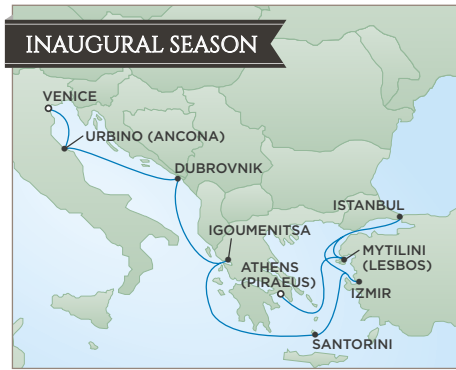 INAUGURAL SEASON
VENICE
URBINO (ANCONA)
DUBROVNIK
ISTANBUL
IGOUMENITSA
MYTILINI
(LESBOS)
ATHENS
(PIRAEUS)
IZMIR
SANTORINI